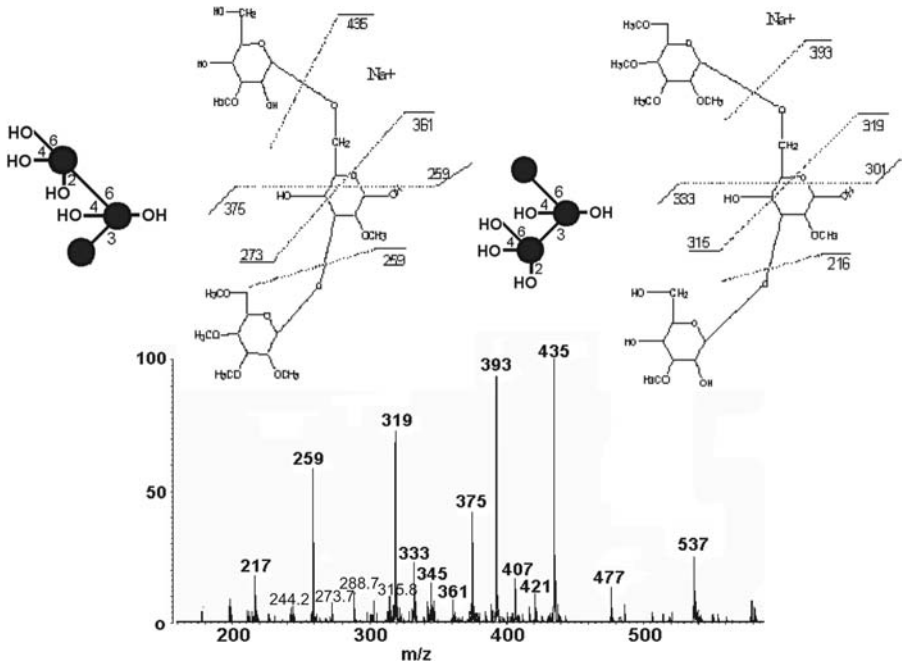 HO
CH₂
O
HO
H3CO
OH
O
435
Na+
CH₂
361
O
259
HO
OH
375
OCH₃
273
259
O
H₃CO
O
H₃CO
H₃CO
OCH₃
HO
6
4
HO
2
HO
6
HO
4
OH
3
H₃CO
CH₂
O
H₃CO
H₃CO
OCH₃
O
393
Na+
CH₂
319
O
301
HO
OH
333
OCH₃
315
216
O
HO
CH₂
O
HO
H3CO
OH
6
4
HO
OH
6
3
HO
4
HO
2
HO
100
50
0
217
244.2
259
273.7
288.7
315.8
319
333
345
361
375
393
407
421
435
477
537
200
300
400
500
m/z